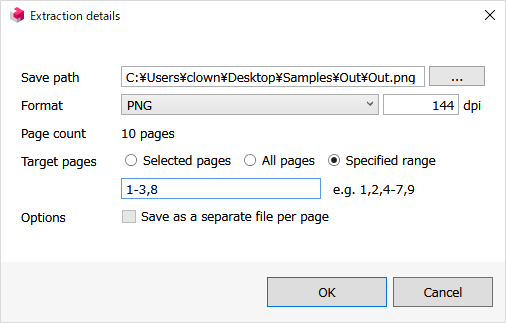 Extraction details
Save path C:¥Users¥clown¥Desktop¥Samples¥Out¥Out.png ...
Format PNG 144 dpi
Page count 10 pages
Target pages Selected pages All pages Specified range
1-3,8 e.g. 1,2,4-7,9
Options Save as a separate file per page
OK Cancel